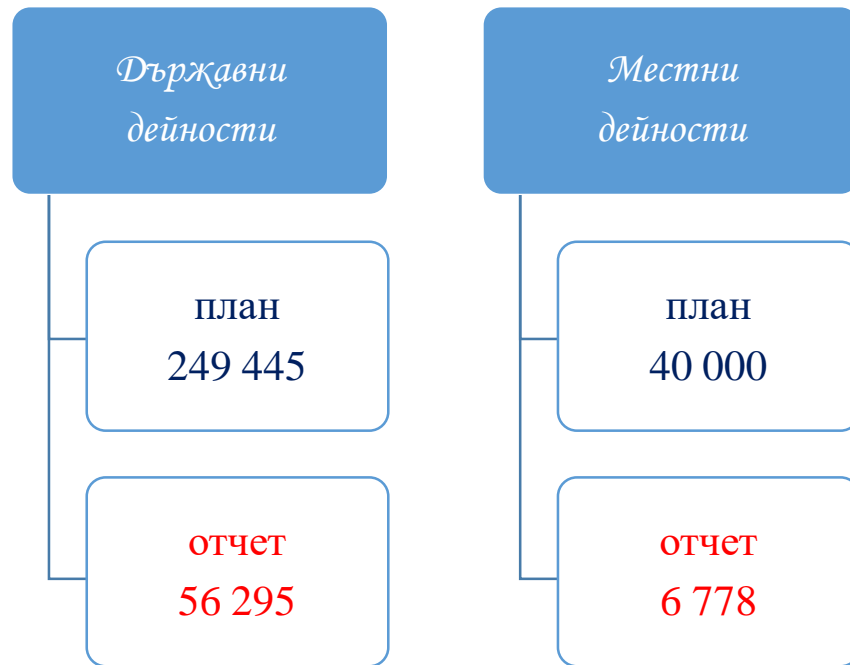 Държавни
дейности
план
249 445
отчет
56 295
Местни
дейности
план
40 000
отчет
6 778